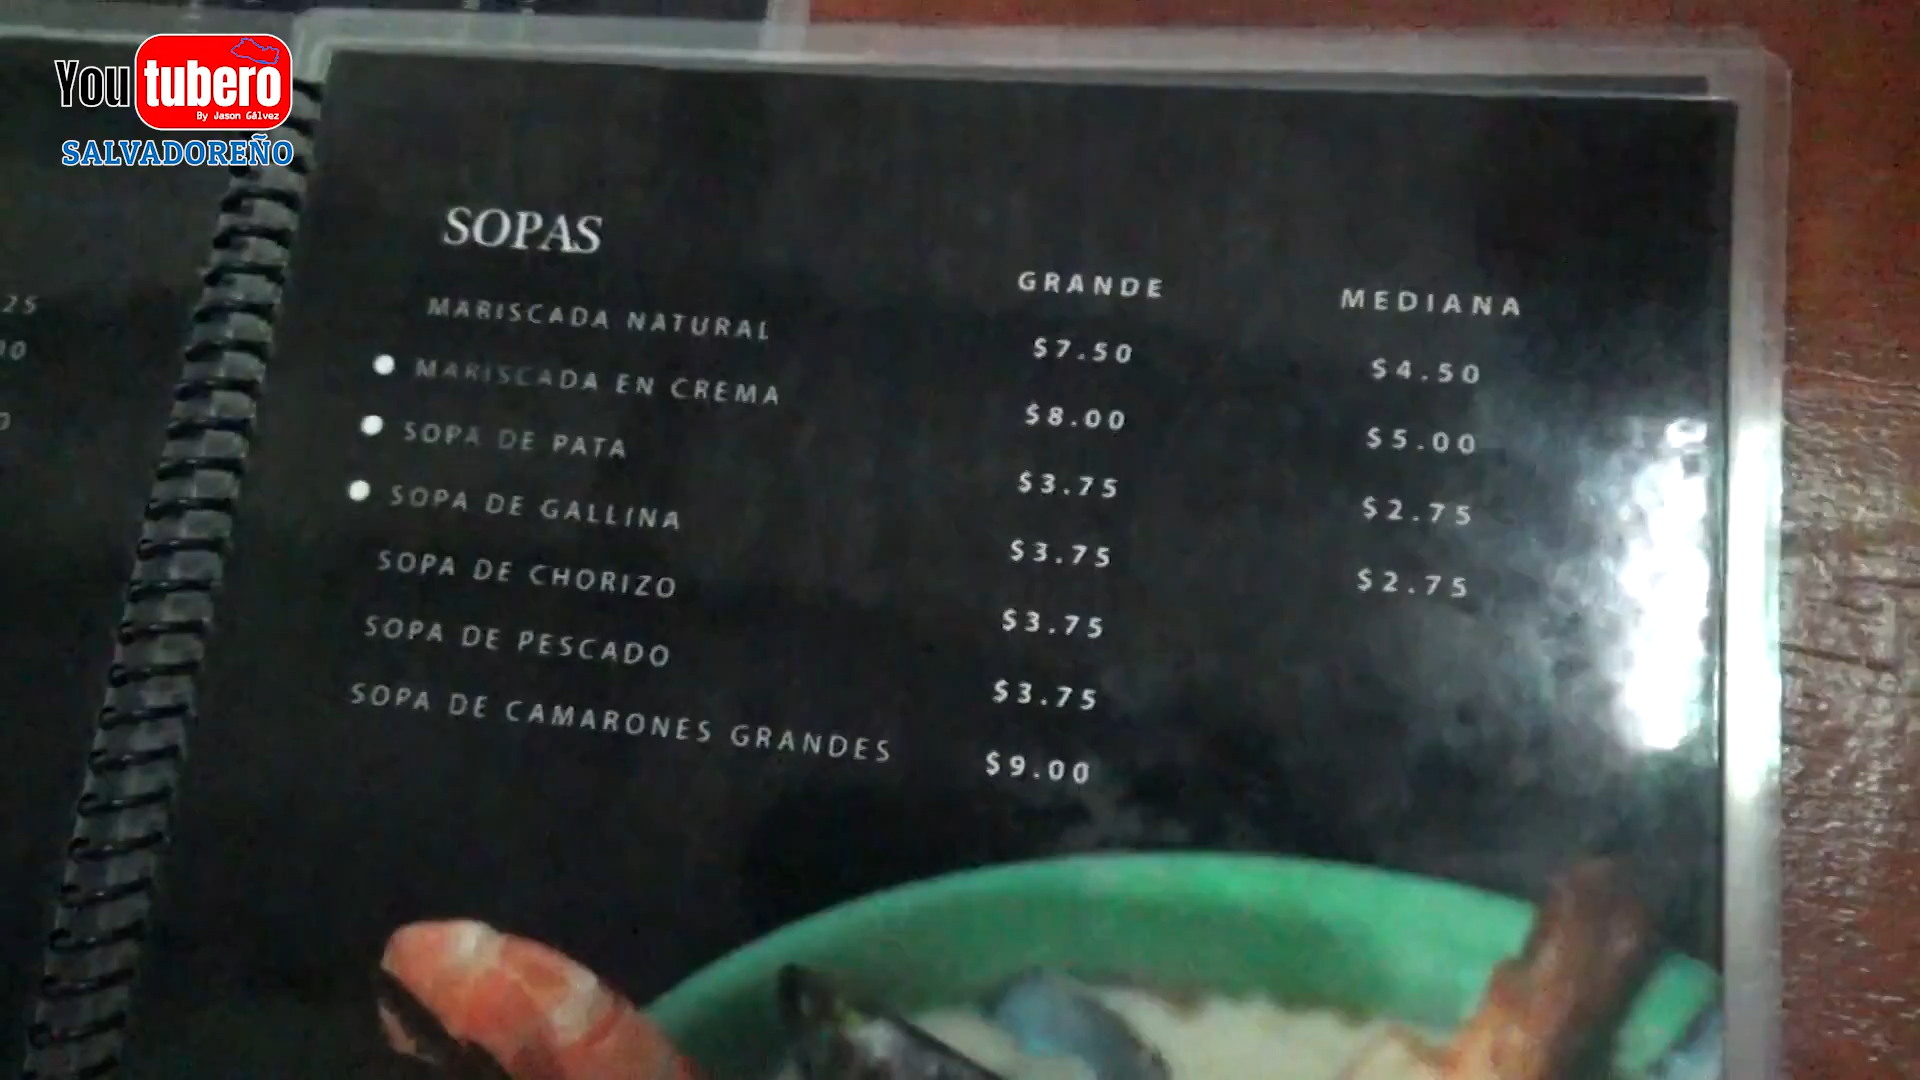 You tubero
By Jason Gálvez
SALVADOREÑO
25
SOPAS
GRANDE MEDIANA
MARISCADA NATURAL $7.50 $4.50
MARISCADA EN CREMA $8.00 $5.00
SOPA DE PATA $3.75 $2.75
SOPA DE GALLINA $3.75 $2.75
SOPA DE CHORIZO $3.75
SOPA DE PESCADO $3.75
SOPA DE CAMARONES GRANDES $9.00